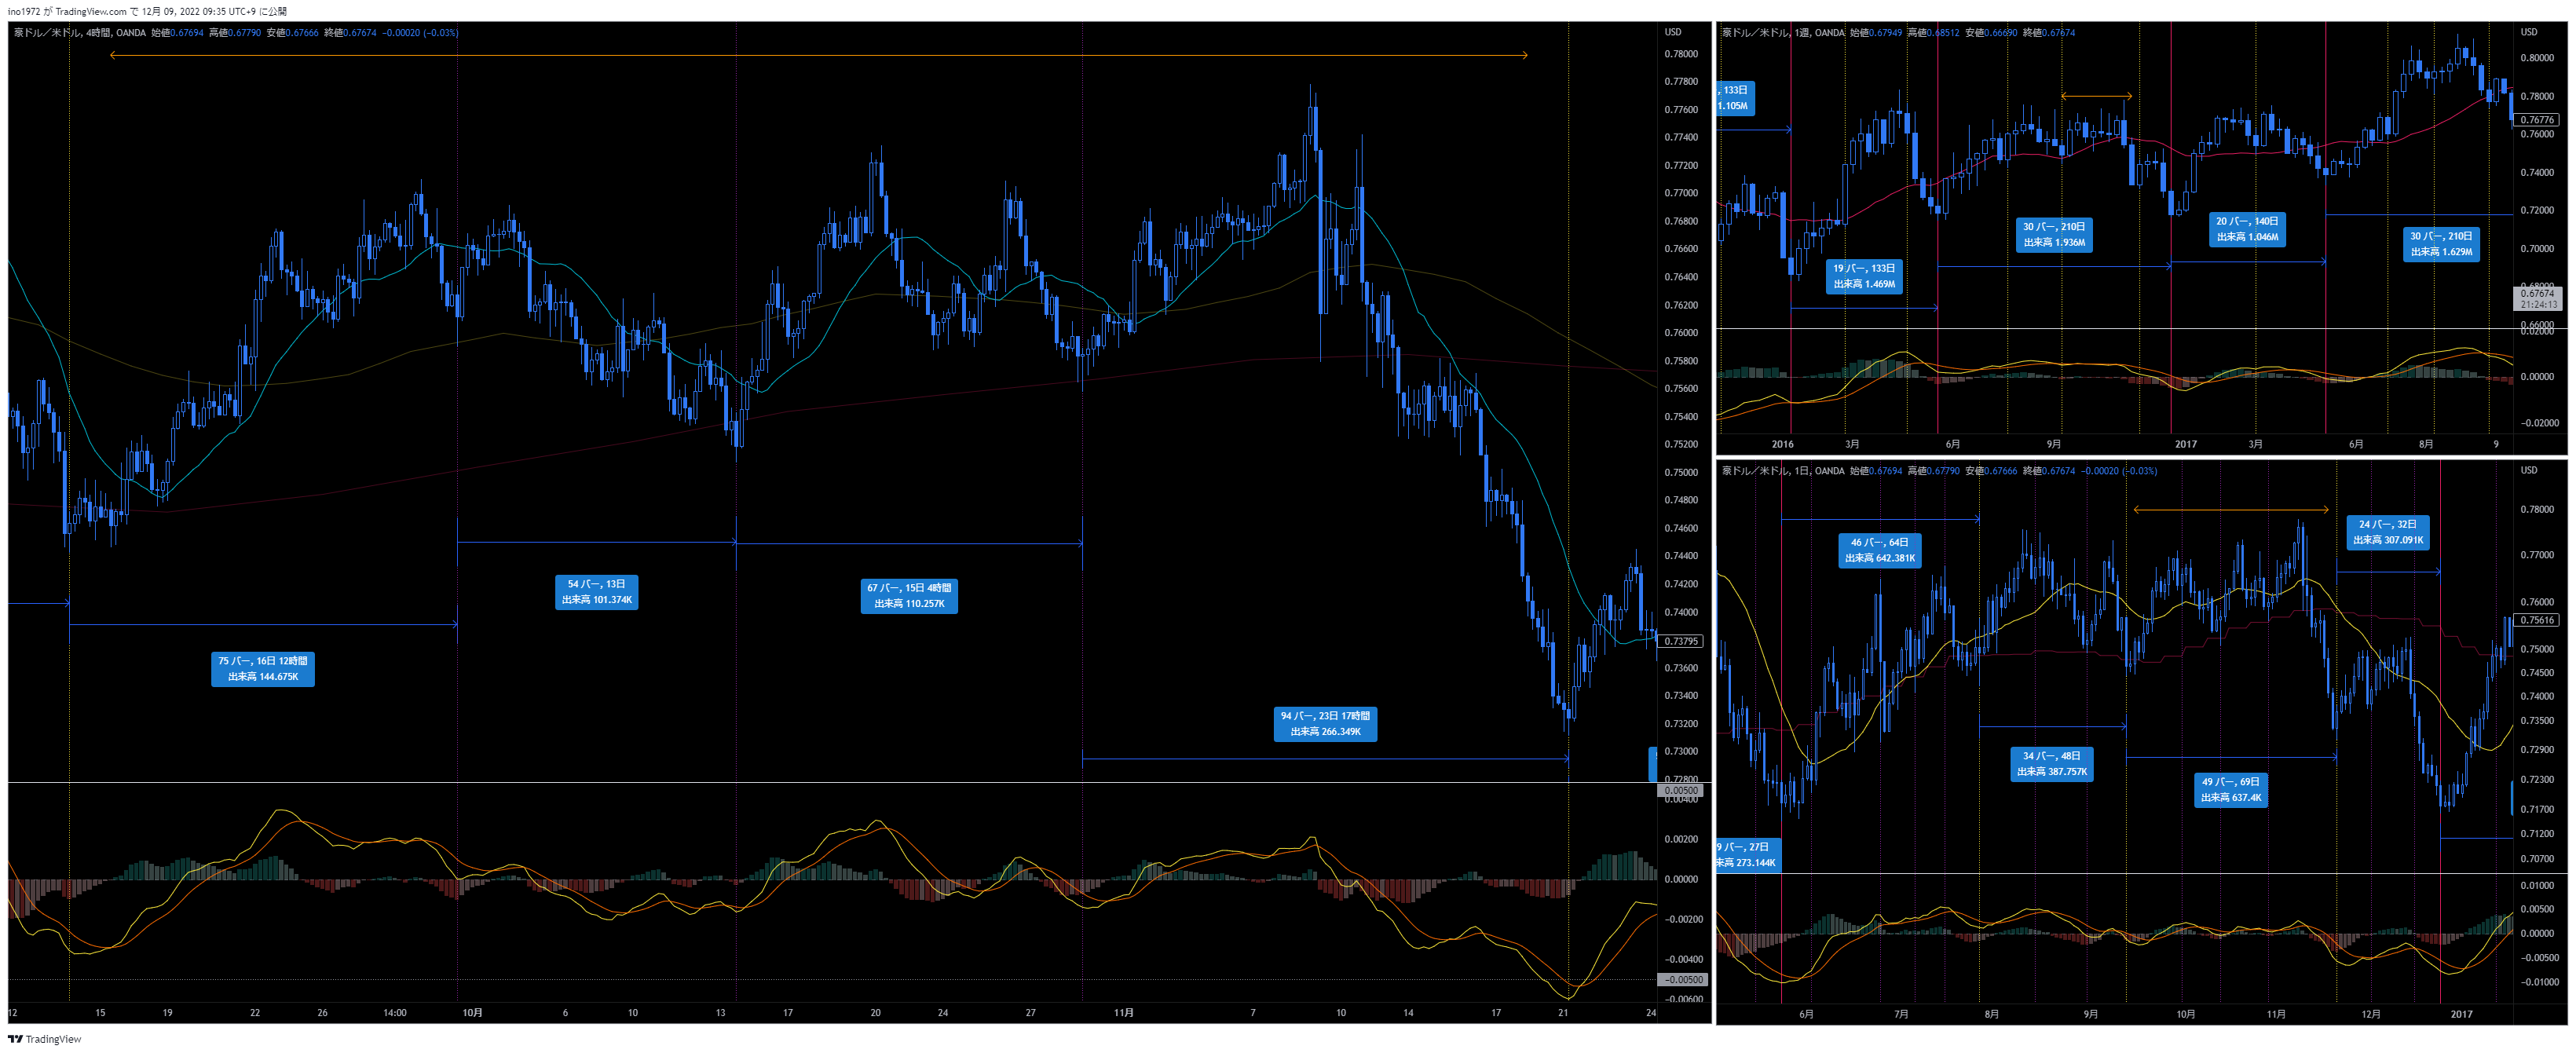 ino1972 が TradingView.com で 12月 09, 2022 09:35 UTC+9 に公開
豪ドル／米ドル, 4時間, OANDA 始値0.67694 高値0.67790 安値0.67666 終値0.67674 −0.00020 (−0.03%)
USD
0.78000
0.77800
0.77600
0.77400
0.77200
0.77000
0.76800
0.76600
0.76400
0.76200
0.76000
0.75800
0.75600
0.75400
0.75200
0.75000
0.74800
0.74600
0.74400
0.74200
0.74000
0.73795
0.73600
0.73400
0.73200
0.73000
0.72800
54 バー, 13日
出来高 101.374K
67 バー, 15日 4時間
出来高 110.257K
75 バー, 16日 12時間
出来高 144.675K
94 バー, 23日 17時間
出来高 266.349K
0.00500
0.00400
0.00200
0.00000
−0.00200
−0.00400
−0.00500
−0.00600
12 15 19 22 26 14:00 10月 6 10 13 17 20 24 27 11月 7 10 14 17 21 24
豪ドル／米ドル, 1週, OANDA 始値0.67949 高値0.68512 安値0.66690 終値0.67674
USD
0.80000
0.78000
0.76776
0.76000
0.74000
0.72000
0.70000
0.68000
0.67674
21:24:13
0.66000
, 133日
1.105M
19 バー, 133日
出来高 1.469M
30 バー, 210日
出来高 1.936M
20 バー, 140日
出来高 1.046M
30 バー, 210日
出来高 1.629M
0.02000
0.00000
−0.02000
2016 3月 6月 9月 2017 3月 6月 8月 9
豪ドル／米ドル, 1日, OANDA 始値0.67694 高値0.67790 安値0.67666 終値0.67674 −0.00020 (−0.03%)
USD
0.78000
0.77000
0.76000
0.75616
0.75000
0.74500
0.74000
0.73500
0.72900
0.72300
0.71700
0.71200
0.70700
46 バー, 64日
出来高 642.381K
24 バー, 32日
出来高 307.091K
34 バー, 48日
出来高 387.757K
49 バー, 69日
出来高 637.4K
9 バー, 27日
来高 273.144K
0.01000
0.00500
0.00000
−0.00500
−0.01000
6月 7月 8月 9月 10月 11月 12月 2017
TradingView